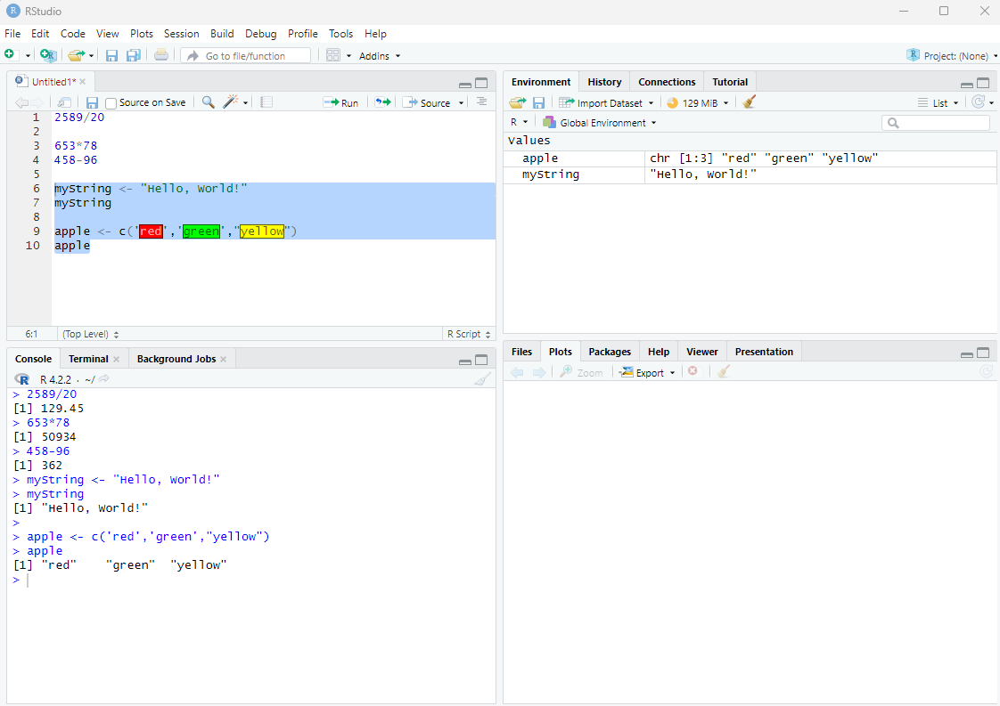 RStudio
File Edit Code View Plots Session Build Debug Profile Tools Help
Go to file/function Addins Project: (None)
Untitled1*
Source on Save Run Source
1 2589/20
2
3 653*78
4 458-96
5
6 myString <- "Hello, World!"
7 myString
8
9 apple <- c('red','green',"yellow")
10 apple
6:1 (Top Level) R Script
Console Terminal Background Jobs
R 4.2.2 . ~/
> 2589/20
[1] 129.45
> 653*78
[1] 50934
> 458-96
[1] 362
> myString <- "Hello, World!"
> myString
[1] "Hello, World!"
>
> apple <- c('red','green',"yellow")
> apple
[1] "red"    "green"  "yellow"
>
Environment History Connections Tutorial
Import Dataset 129 MiB List
R Global Environment
Values
apple chr [1:3] "red" "green" "yellow"
myString "Hello, World!"
Files Plots Packages Help Viewer Presentation
Zoom Export